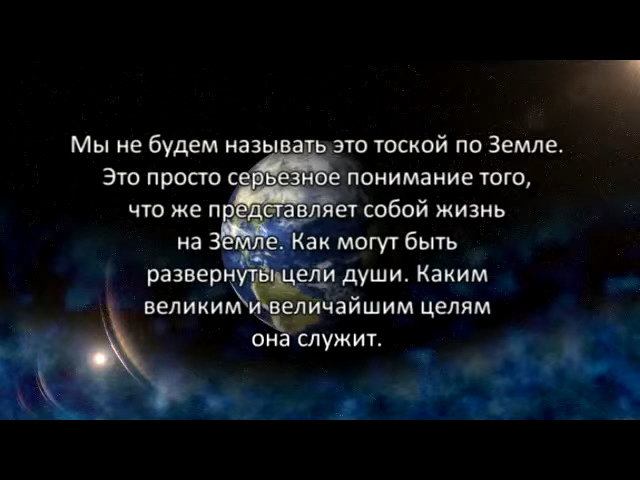 Мы не будем называть это тоской по Земле.
Это просто серьезное понимание того,
что же представляет собой жизнь
на Земле. Как могут быть
развернуты цели души. Каким
великим и величайшим целям
она служит.